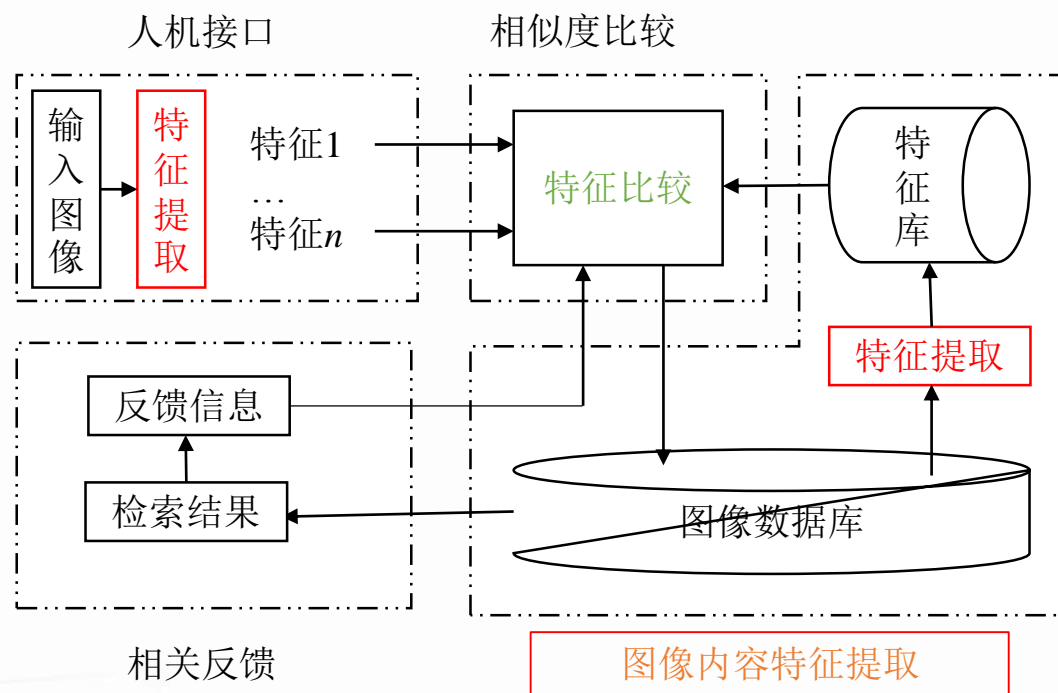 人机接口
相似度比较
输入图像
特征提取
特征1
…
特征n
特征比较
特征库
特征提取
反馈信息
检索结果
图像数据库
相关反馈
图像内容特征提取